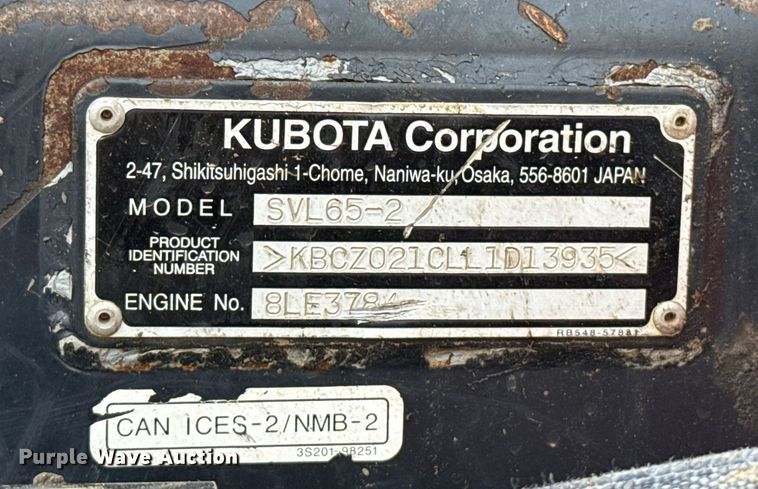 KUBOTA Corporation
2-47, Shikitsuhigashi 1-Chome, Naniwa-ku, Osaka, 556-8601 JAPAN
MODEL SVL65-2
PRODUCT IDENTIFICATION NUMBER >KBCZ021CLL1D13935<
ENGINE No.
CAN ICES-2/NMB-2
3S201-98251
Purple Wave Auction